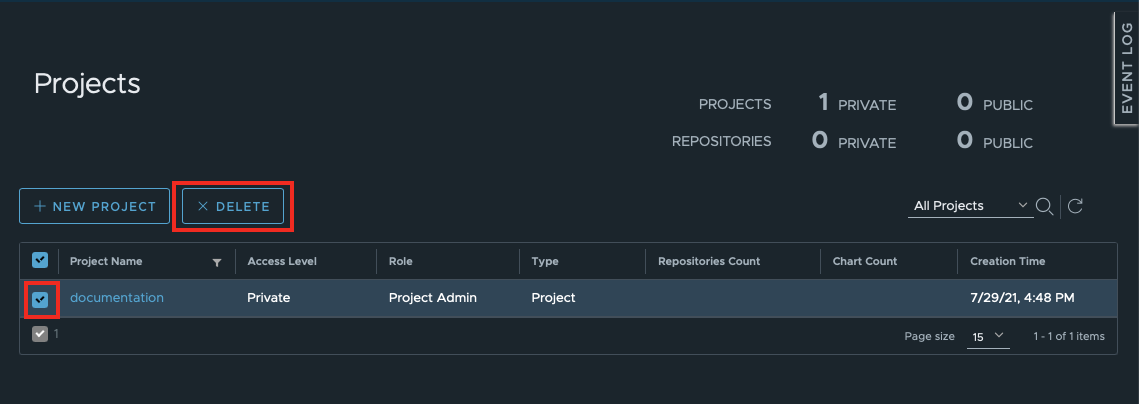 EVENT LOG
Projects
PROJECTS 1 PRIVATE 0 PUBLIC
REPOSITORIES 0 PRIVATE 0 PUBLIC
+ NEW PROJECT × DELETE All Projects
Project Name Access Level Role Type Repositories Count Chart Count Creation Time
documentation Private Project Admin Project 7/29/21, 4:48 PM
1 Page size 15 1 - 1 of 1 items